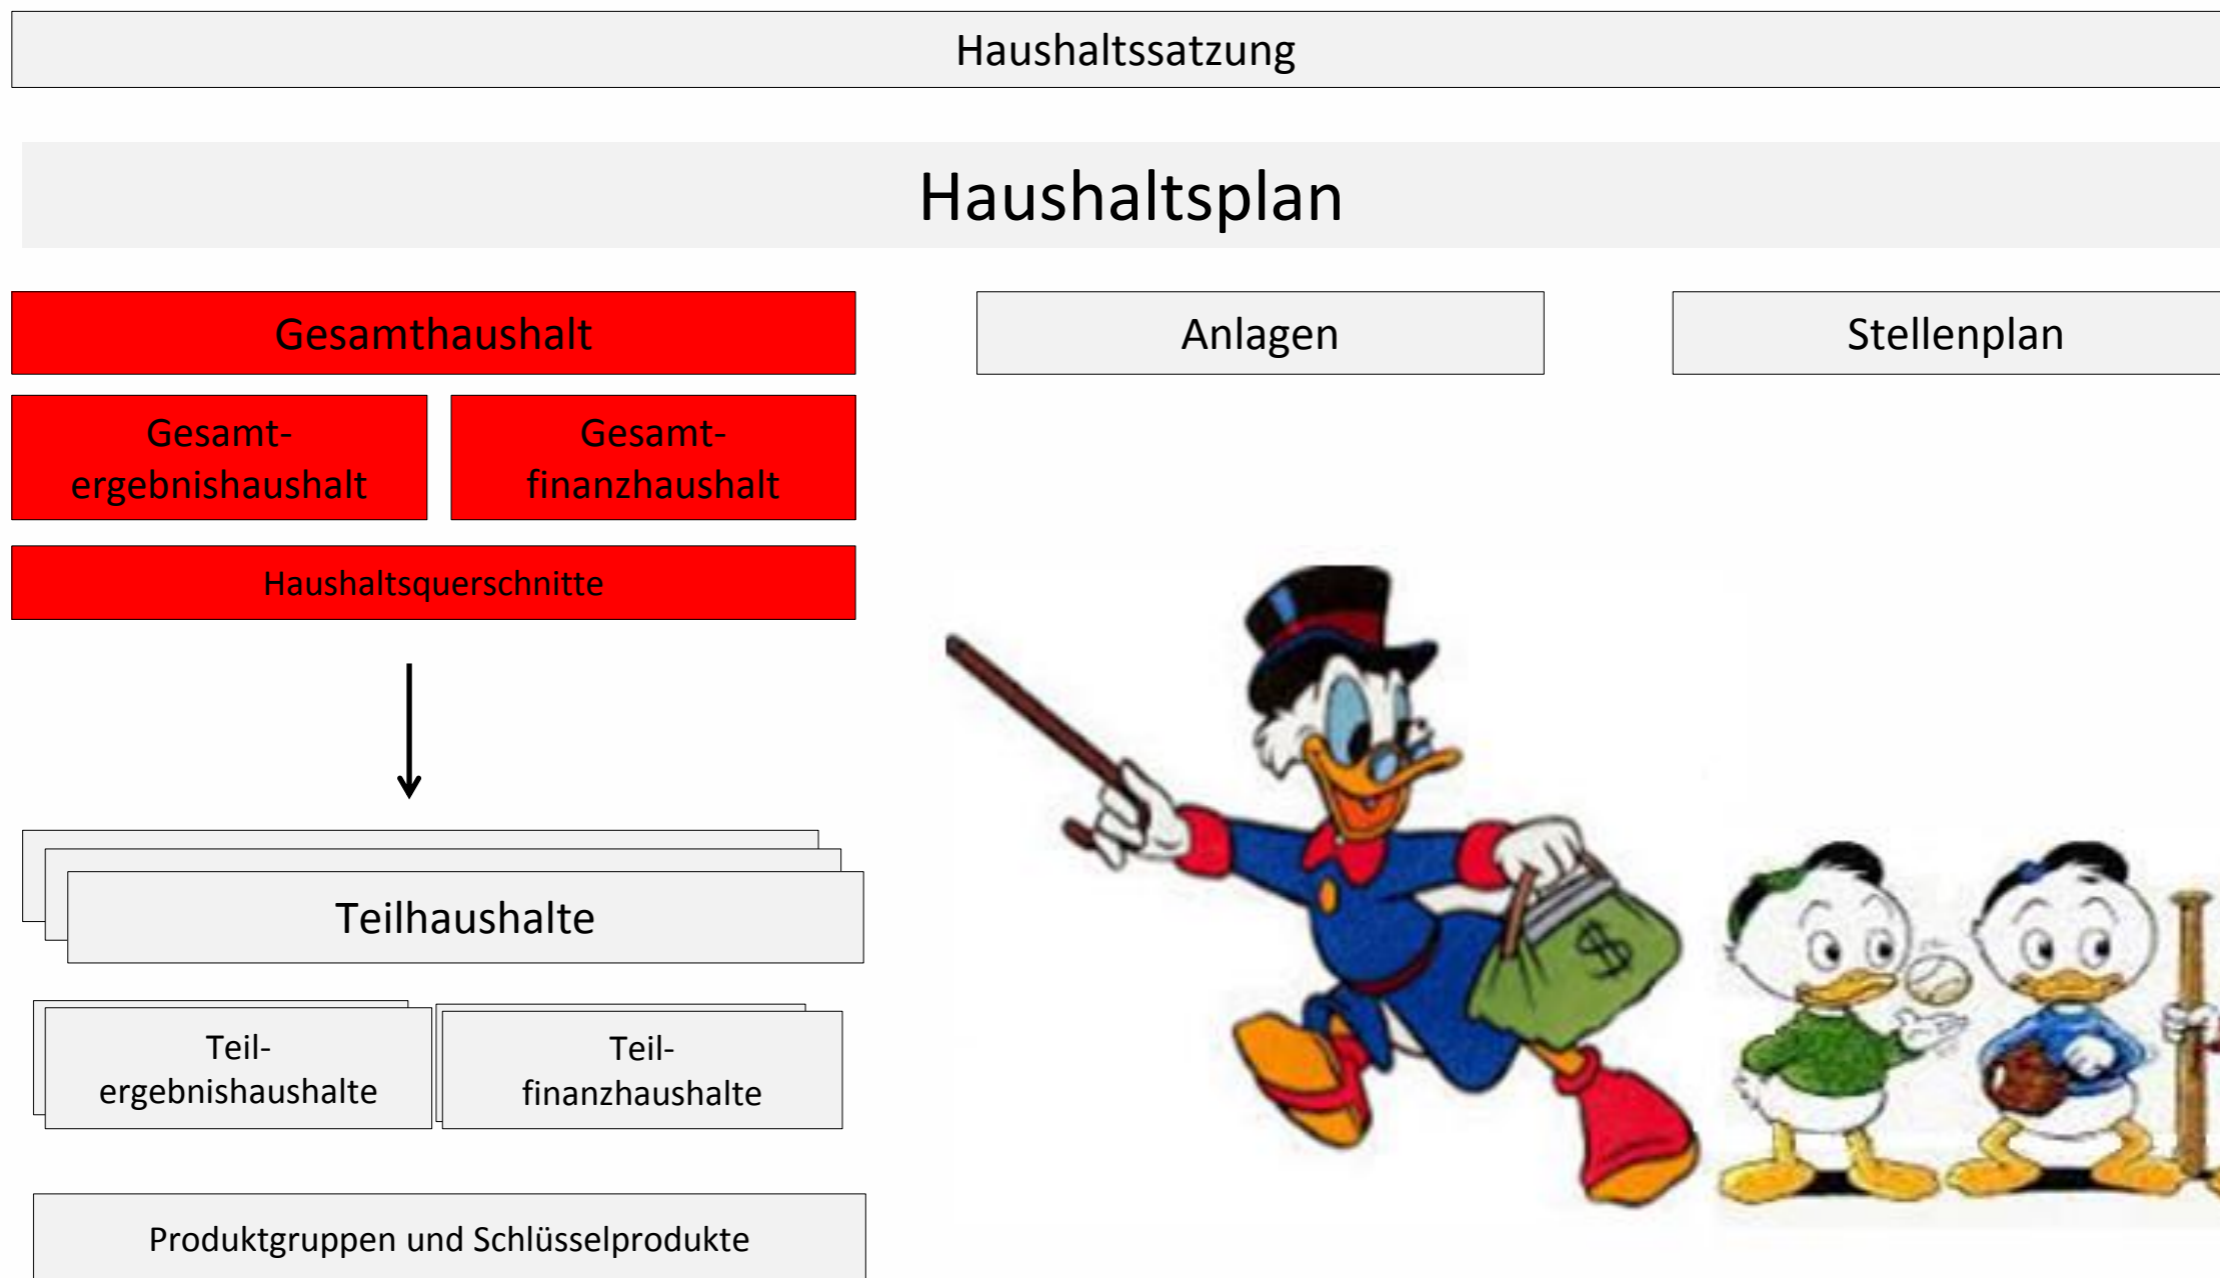 Haushaltssatzung
Haushaltsplan
Gesamthaushalt
Anlagen
Stellenplan
Gesamt-
ergebnishaushalt
Gesamt-
finanzhaushalt
Haushaltsquerschnitte
Teilhaushalte
Teil-
ergebnishaushalte
Teil-
finanzhaushalte
Produktgruppen und Schlüsselprodukte
$